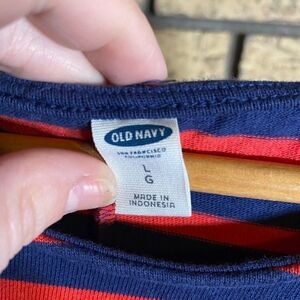 OLD NAVY
SAN FRANCISCO
CALIFORNIA
L
G
MADE IN
INDONESIA